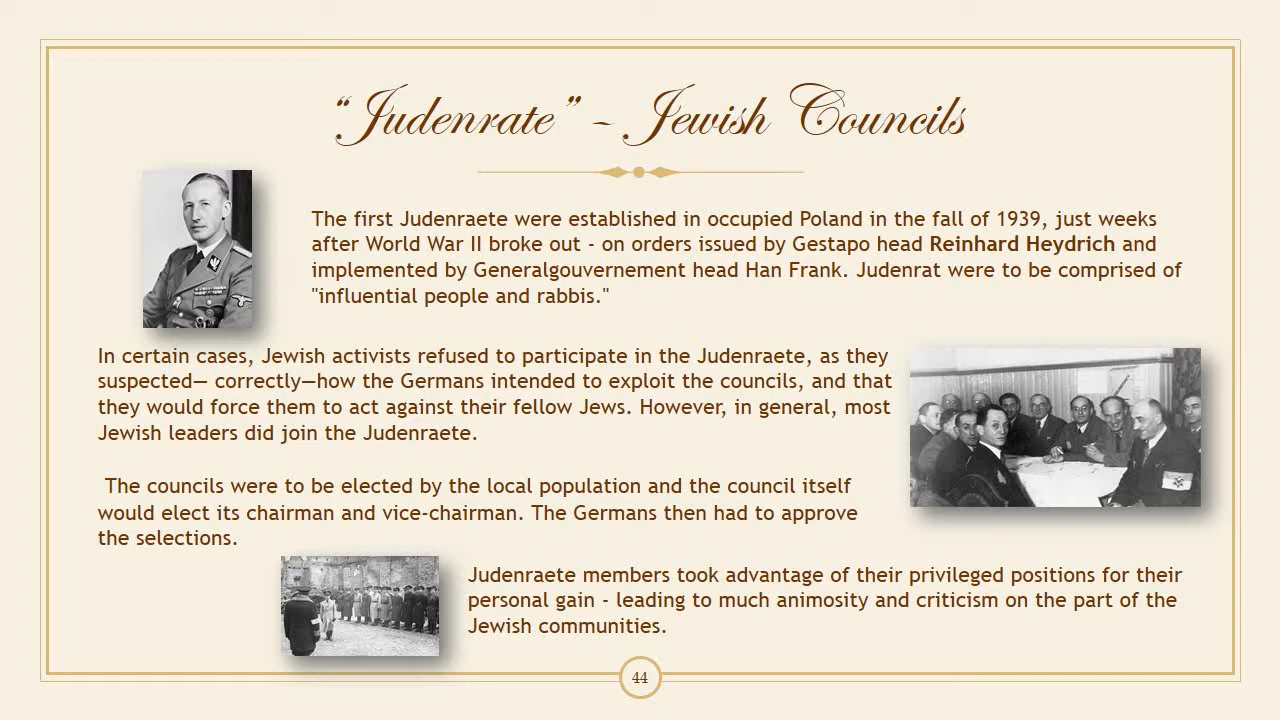 “Judenrate” – Jewish Councils
The first Judenraete were established in occupied Poland in the fall of 1939, just weeks
after World War II broke out - on orders issued by Gestapo head Reinhard Heydrich and
implemented by Generalgouvernement head Han Frank. Judenrat were to be comprised of
"influential people and rabbis."
In certain cases, Jewish activists refused to participate in the Judenraete, as they
suspected— correctly—how the Germans intended to exploit the councils, and that
they would force them to act against their fellow Jews. However, in general, most
Jewish leaders did join the Judenraete.
The councils were to be elected by the local population and the council itself
would elect its chairman and vice-chairman. The Germans then had to approve
the selections.
Judenraete members took advantage of their privileged positions for their
personal gain - leading to much animosity and criticism on the part of the
Jewish communities.
44